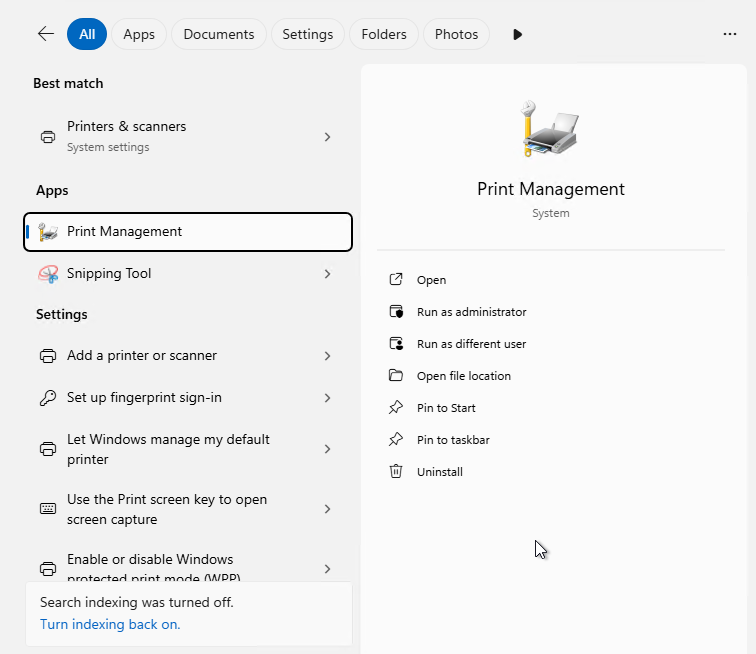 All
Apps
Documents
Settings
Folders
Photos
Best match
Printers & scanners
System settings
Apps
Print Management
Snipping Tool
Settings
Add a printer or scanner
Set up fingerprint sign-in
Let Windows manage my default
printer
Use the Print screen key to open
screen capture
Enable or disable Windows
protected print mode (WPP)
Search indexing was turned off.
Turn indexing back on.
Print Management
System
Open
Run as administrator
Run as different user
Open file location
Pin to Start
Pin to taskbar
Uninstall